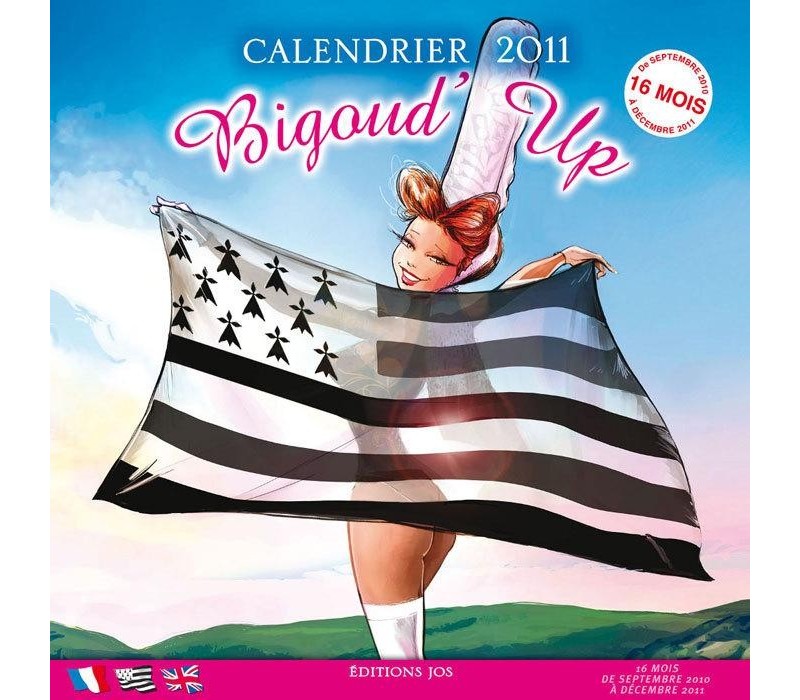 CALENDRIER 2011
Bigoud' Up
De SEPTEMBRE 2010
16 MOIS
À DÉCEMBRE 2011
ÉDITIONS JOS
16 MOIS
DE SEPTEMBRE 2010
À DÉCEMBRE 2011